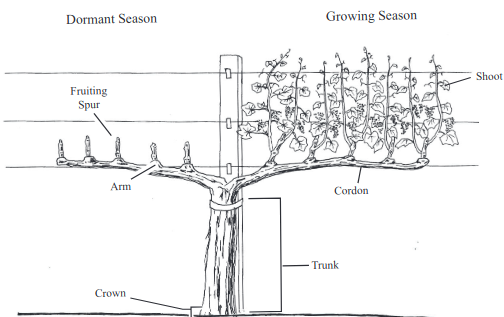 Dormant Season
Growing Season
Shoot
Fruiting
Spur
Arm
Cordon
Trunk
Crown